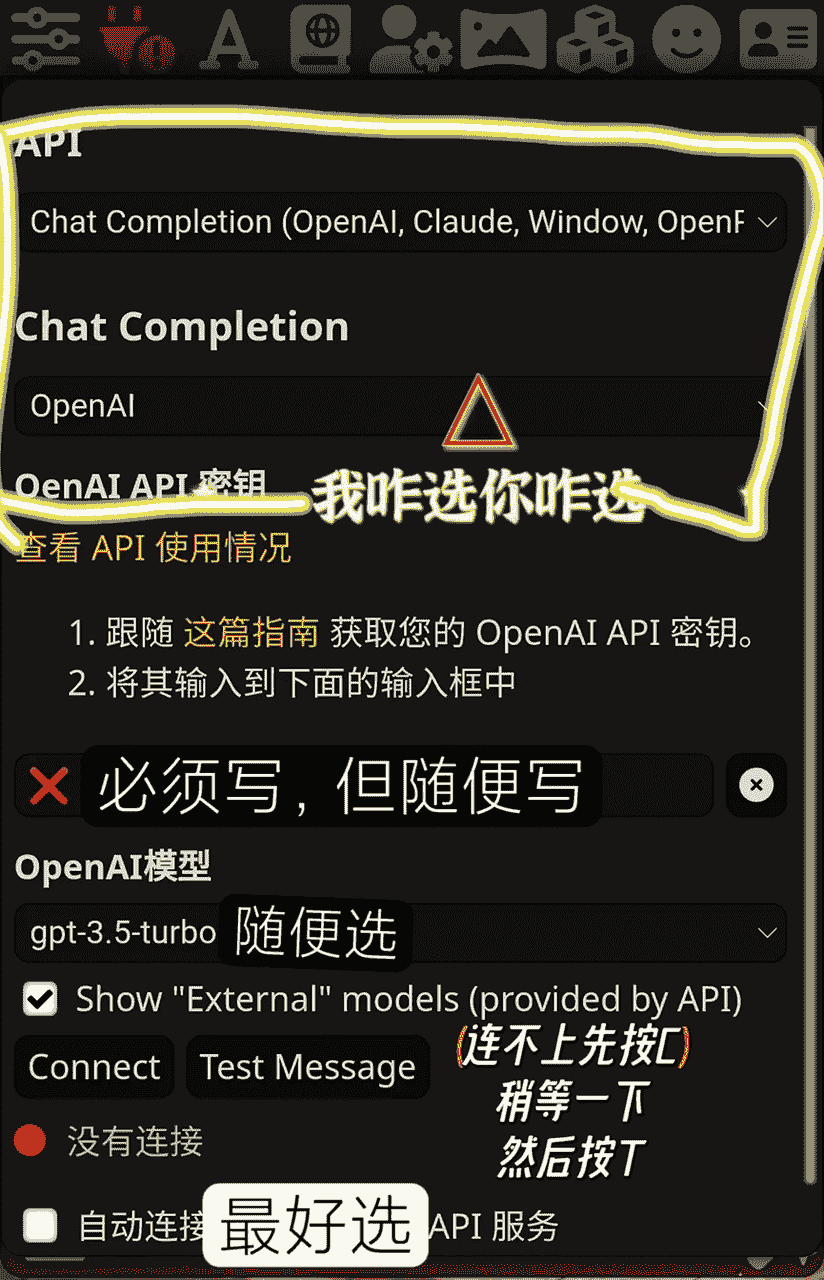 API
Chat Completion (OpenAI, Claude, Window, OpenR
Chat Completion
OpenAI
OenAI API 密钥
我咋选你咋选
查看 API 使用情况
1. 跟随 这篇指南 获取您的 OpenAI API 密钥。
2. 将其输入到下面的输入框中
必须写，但随便写
OpenAI模型
gpt-3.5-turbo 随便选
Show "External" models (provided by API)
Connect Test Message
(连不上先按C)
稍等一下
然后按T
没有连接
自动连接 最好选 API 服务